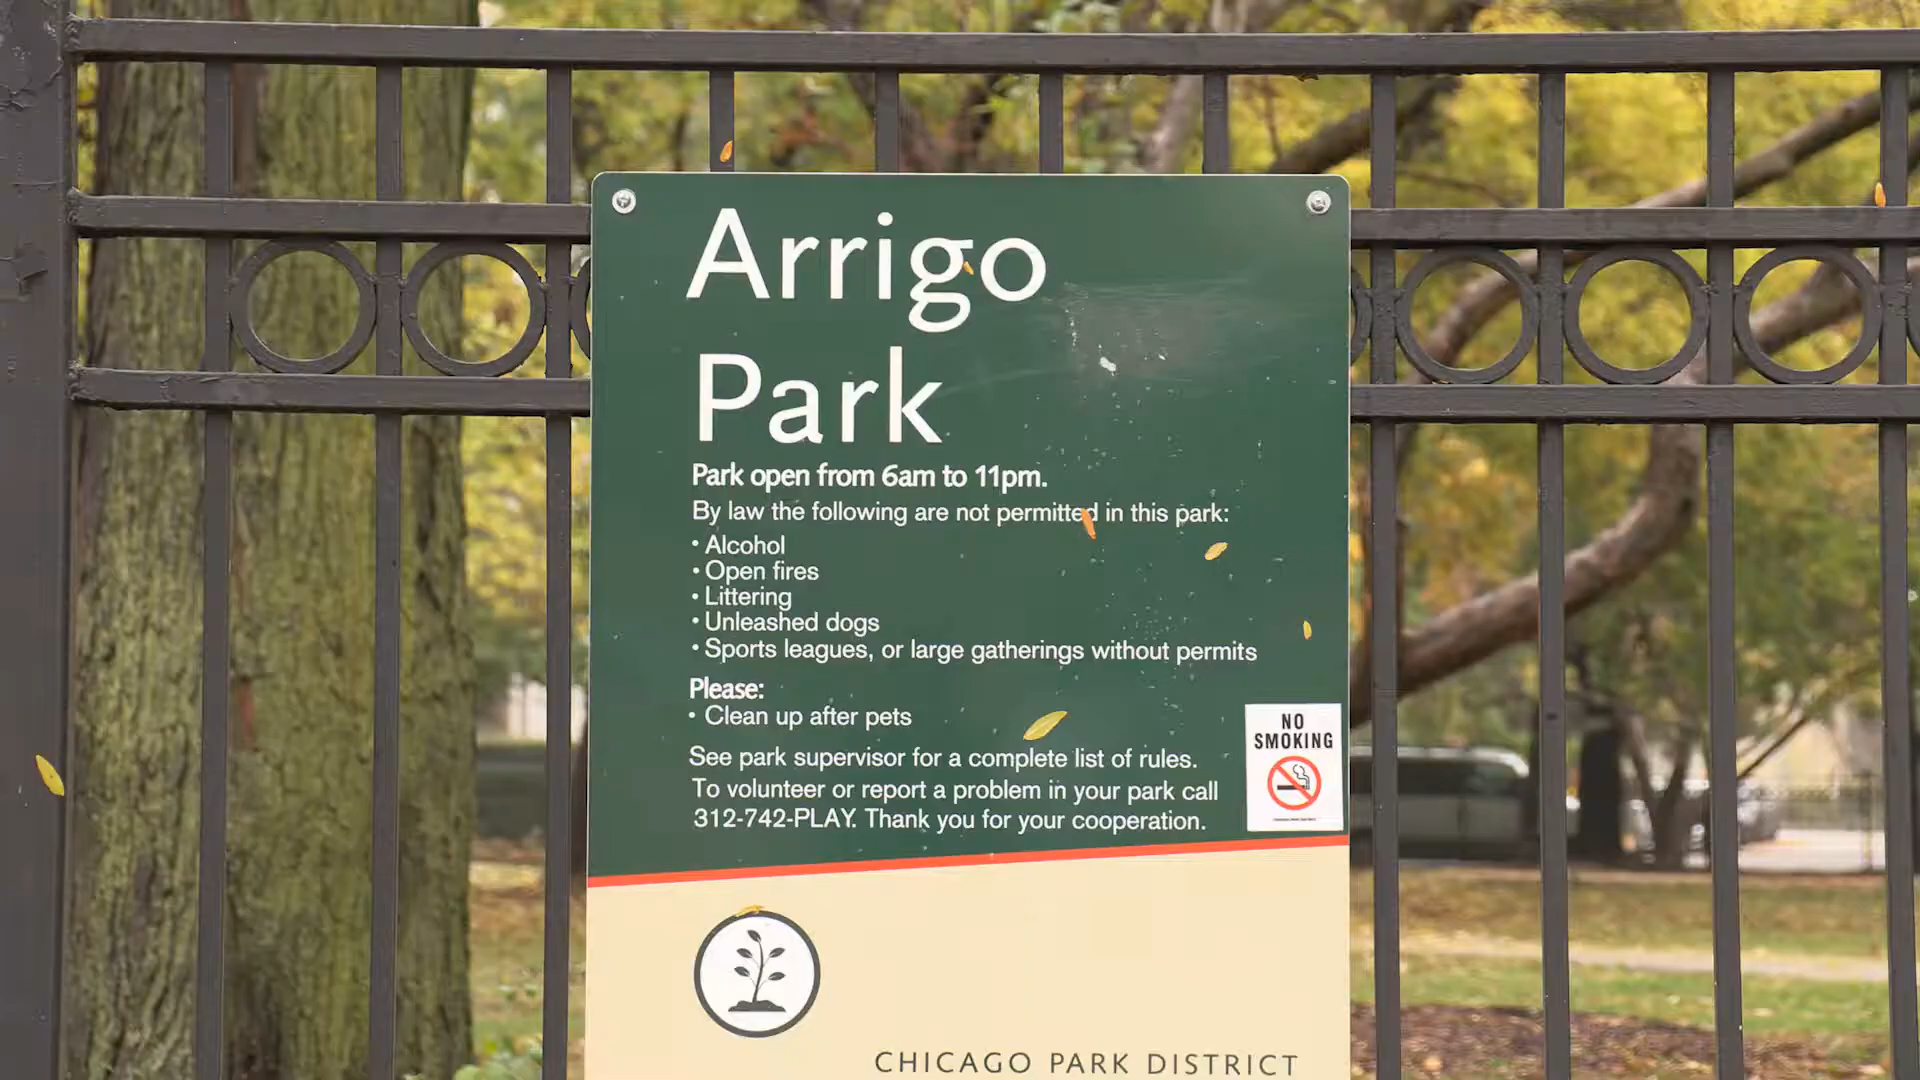 Arrigo
Park
Park open from 6am to 11pm.
By law the following are not permitted in this park:
• Alcohol
• Open fires
• Littering
• Unleashed dogs
• Sports leagues, or large gatherings without permits
Please:
• Clean up after pets
See park supervisor for a complete list of rules.
To volunteer or report a problem in your park call
312-742-PLAY. Thank you for your cooperation.
NO
SMOKING
CHICAGO PARK DISTRICT